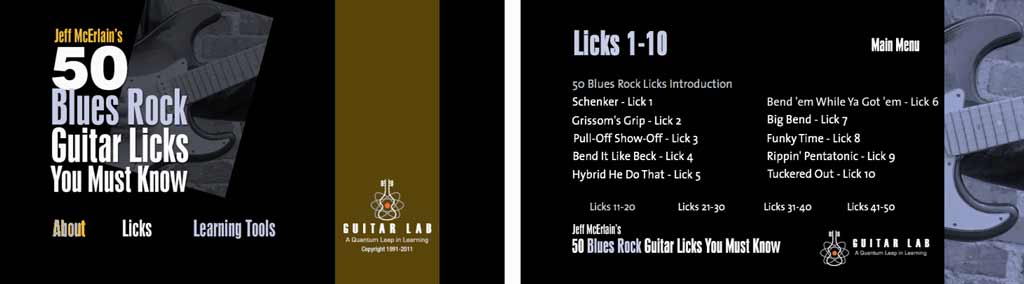 Jeff McErlain's
50
Blues Rock
Guitar Licks
You Must Know
About Licks Learning Tools
GUITAR LAB
A Quantum Leap in Learning
Copyright 1991-2011
Licks 1-10
Main Menu
50 Blues Rock Licks Introduction
Schenker - Lick 1
Grissom's Grip - Lick 2
Pull-Off Show-Off - Lick 3
Bend It Like Beck - Lick 4
Hybrid He Do That - Lick 5
Bend 'em While Ya Got 'em - Lick 6
Big Bend - Lick 7
Funky Time - Lick 8
Rippin' Pentatonic - Lick 9
Tuckered Out - Lick 10
Licks 11-20 Licks 21-30 Licks 31-40 Licks 41-50
Jeff McErlain's
50 Blues Rock Guitar Licks You Must Know
GUITAR LAB
A Quantum Leap in Learning